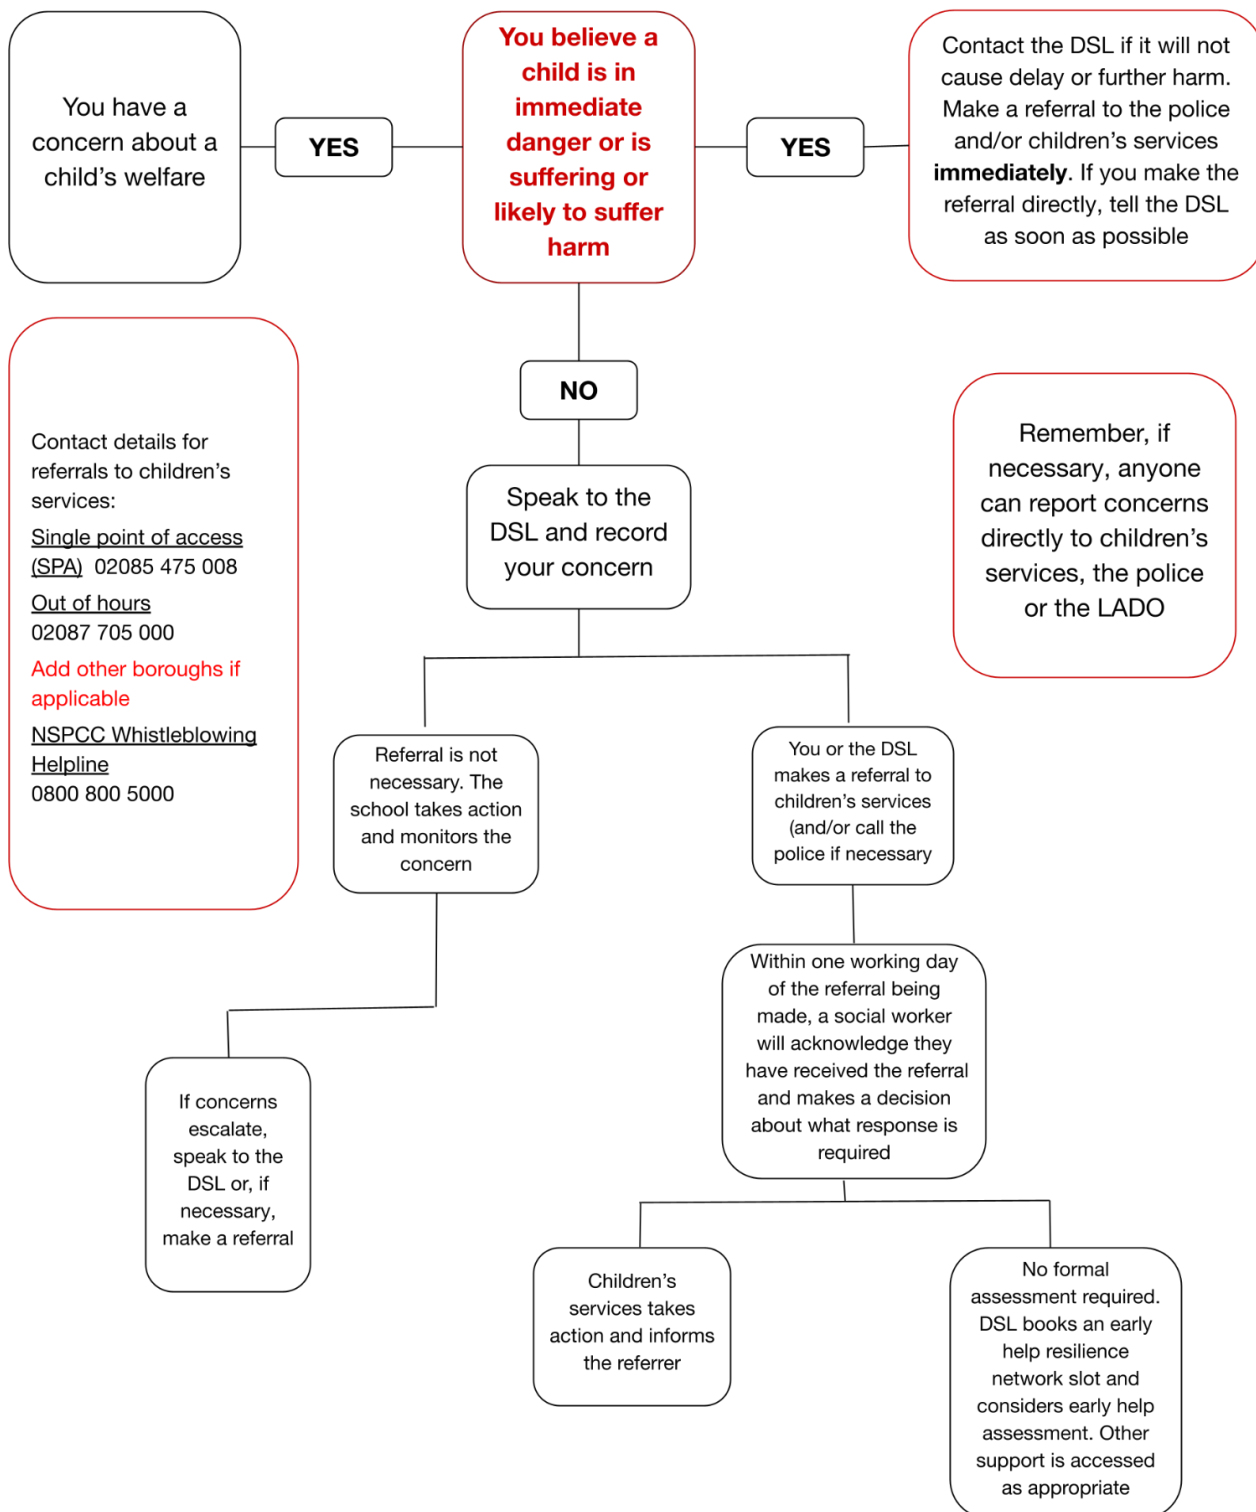 You have a
concern about a
child's welfare
YES
You believe a
child is in
immediate
danger or is
suffering or
likely to suffer
harm
YES
Contact the DSL if it will not
cause delay or further harm.
Make a referral to the police
and/or children's services
immediately. If you make the
referral directly, tell the DSL
as soon as possible
NO
Contact details for
referrals to children's
services:
Single point of access
(SPA) 02085 475 008
Out of hours
02087 705 000
Add other boroughs if
applicable
NSPCC Whistleblowing
Helpline
0800 800 5000
Speak to the
DSL and record
your concern
Remember, if
necessary, anyone
can report concerns
directly to children's
services, the police
or the LADO
Referral is not
necessary. The
school takes action
and monitors the
concern
You or the DSL
makes a referral to
children's services
(and/or call the
police if necessary
Within one working day
of the referral being
made, a social worker
will acknowledge they
have received the referral
and makes a decision
about what response is
required
If concerns
escalate,
speak to the
DSL or, if
necessary,
make a referral
Children's
services takes
action and informs
the referrer
No formal
assessment required.
DSL books an early
help resilience
network slot and
considers early help
assessment. Other
support is accessed
as appropriate